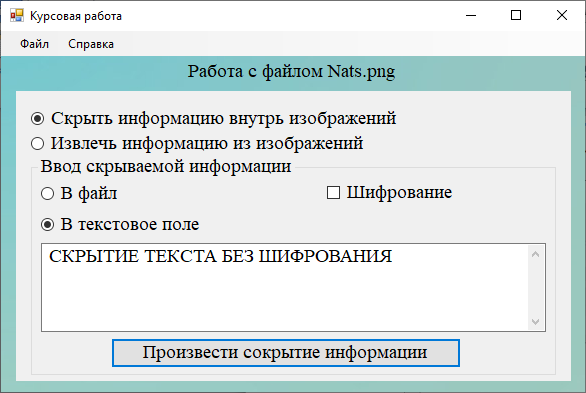 Курсовая работа
Файл Справка
Работа с файлом Nats.png
Скрыть информацию внутрь изображений
Извлечь информацию из изображений
Ввод скрываемой информации
В файл Шифрование
В текстовое поле
СКРЫТИЕ ТЕКСТА БЕЗ ШИФРОВАНИЯ
Произвести сокрытие информации